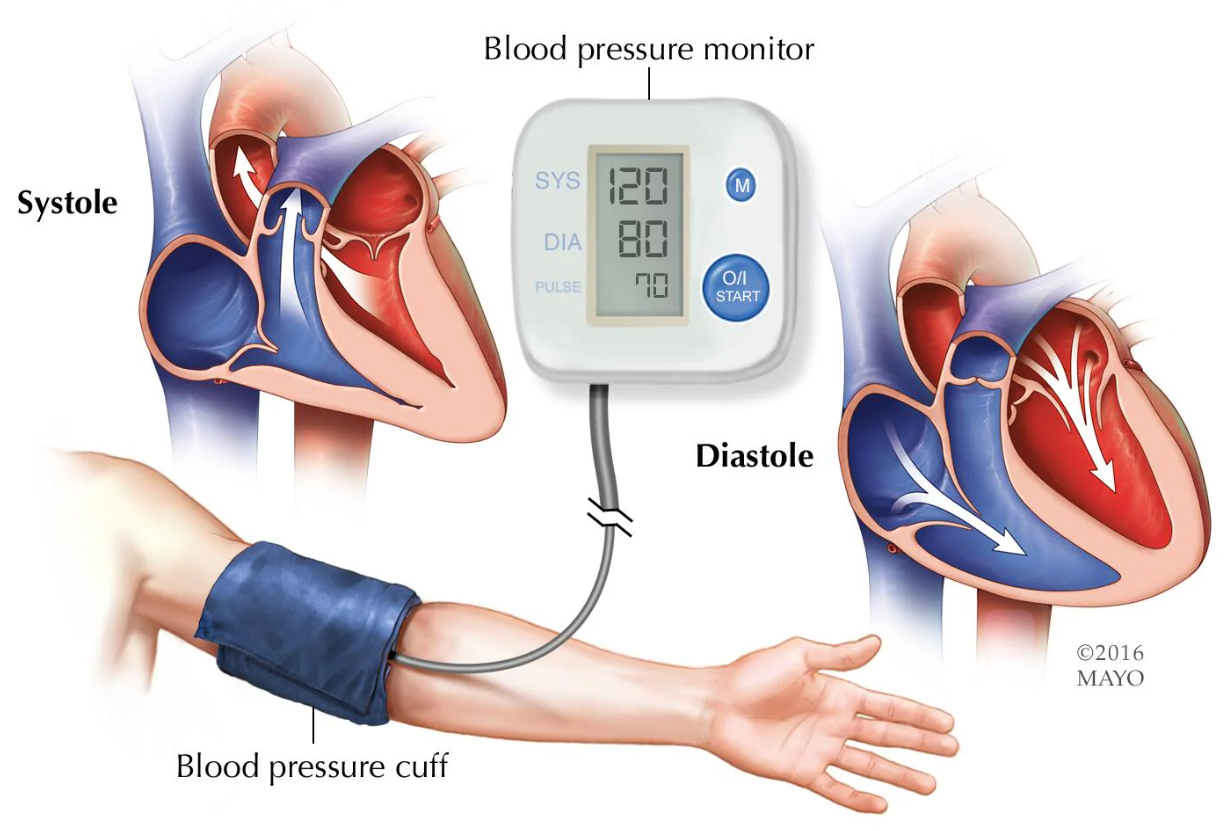 Blood pressure monitor
Systole
SYS 120
DIA 80
PULSE 70
M
O/I
START
Diastole
©2016
MAYO
Blood pressure cuff